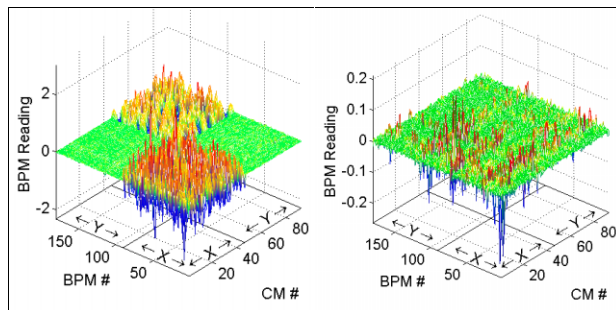 BPM Reading
2
0
-2
150
100
50
BPM #
← Y →
← X →
← X →
← Y →
20
40
60
80
CM #
BPM Reading
0.2
0.1
0
-0.1
-0.2
150
100
50
BPM #
← Y →
← X →
← X →
← Y →
20
40
60
80
CM #